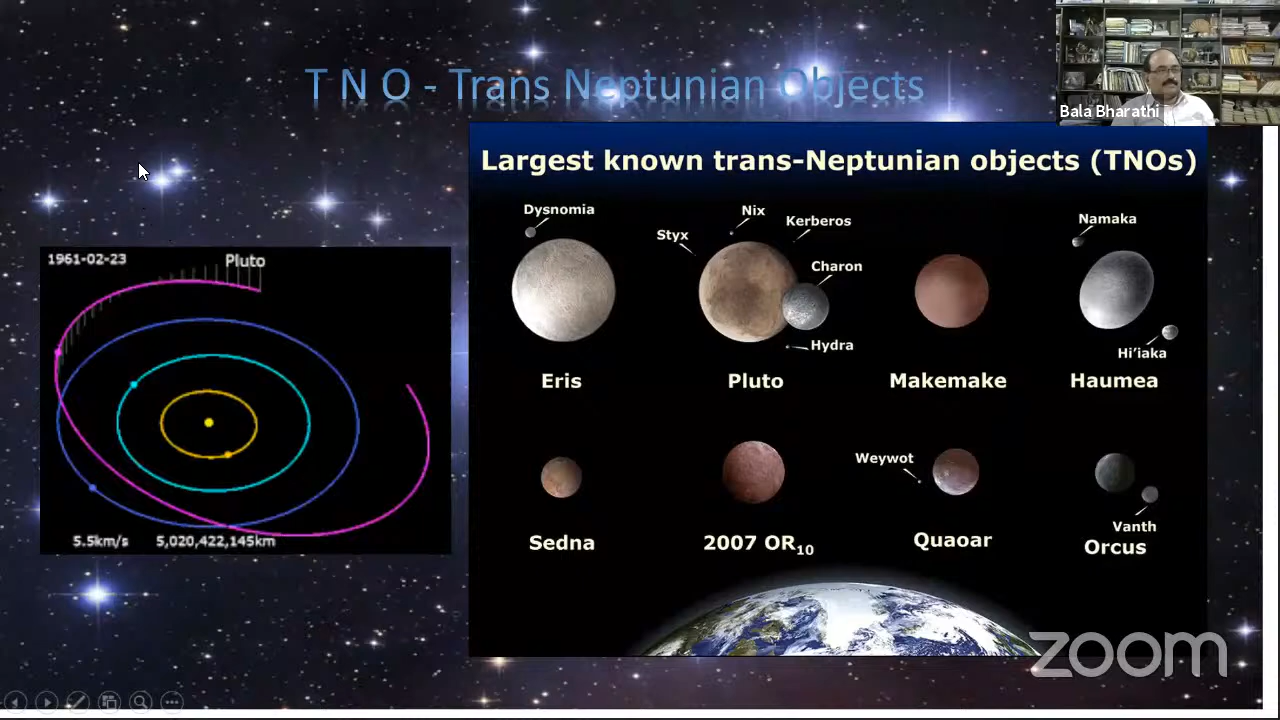 T N O - Trans Neptunian Objects
Bala Bharathi
Largest known trans-Neptunian objects (TNOs)
Dysnomia
Nix
Styx
Kerberos
Charon
Hydra
Namaka
Hi'iaka
Eris
Pluto
Makemake
Haumea
Weywot
Vanth
Sedna
2007 OR10
Quaoar
Orcus
1961-02-23
Pluto
5.5km/s
5,020,422,145km
zoom